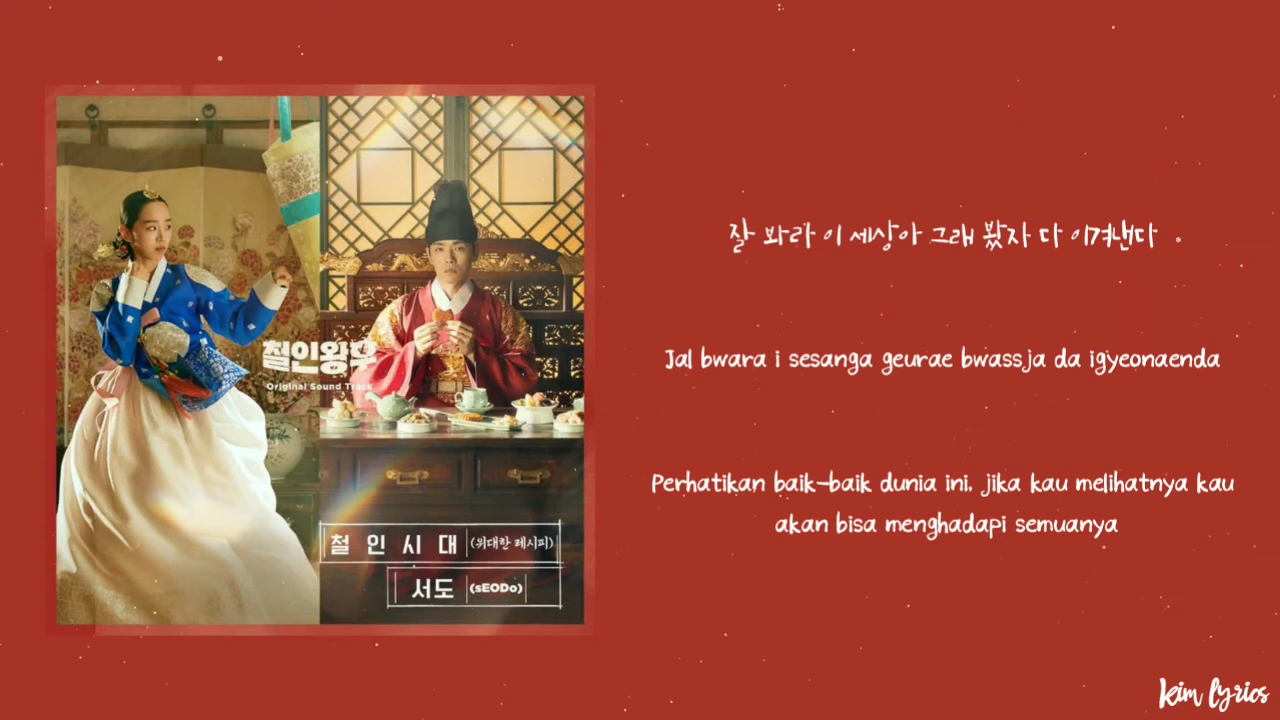 철인왕후
Original Sound Track
철 인 시 대 (위대한 레시피)
서도 (sEODo)
잘 봐라 이 세상아 그래 봤자 다 이겨낸다
Jal bwara i sesanga geurae bwassja da igyeonaenda
Perhatikan baik-baik dunia ini, jika kau melihatnya kau
akan bisa menghadapi semuanya
kim lyrics